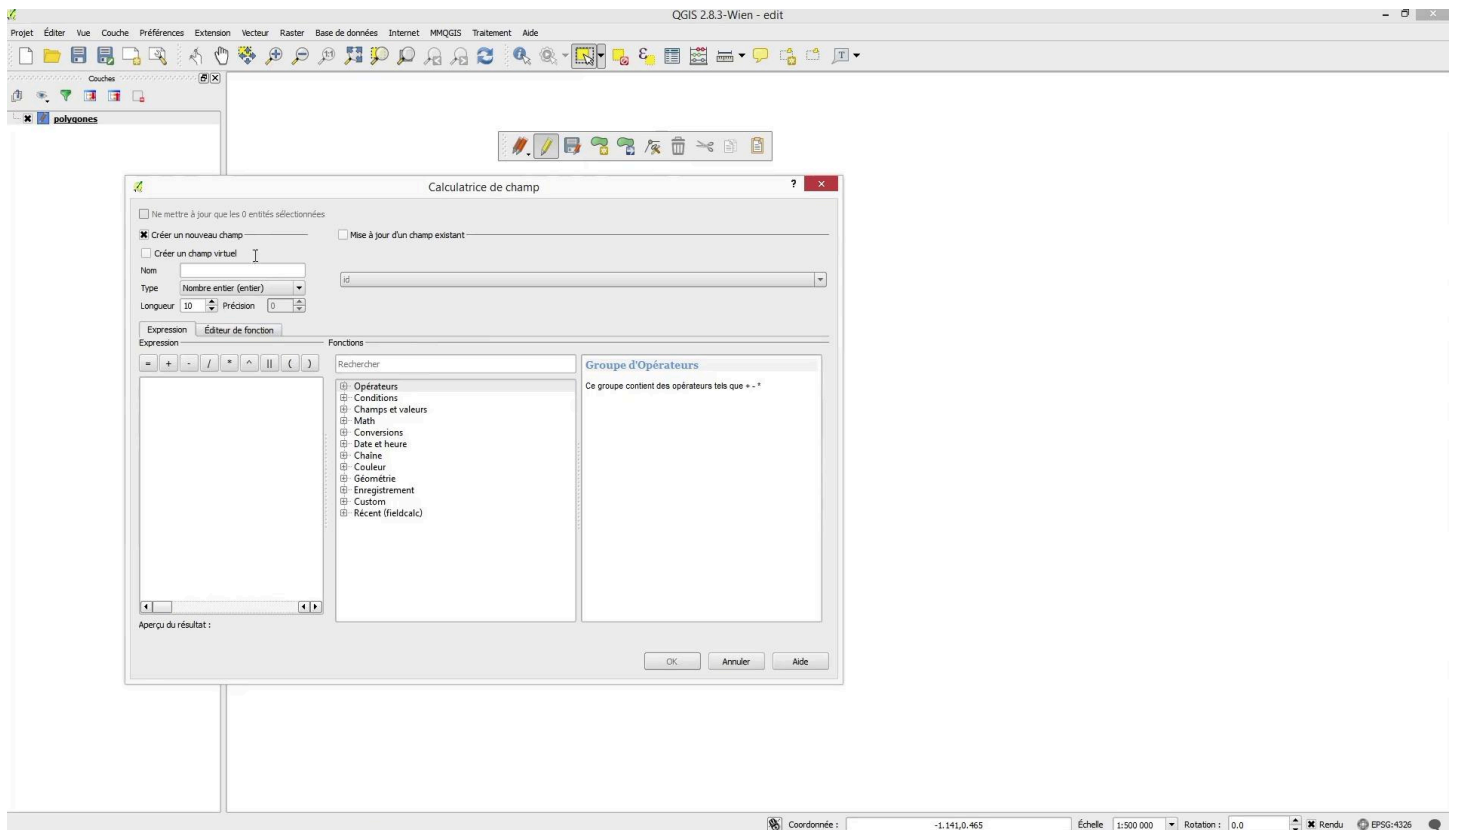 QGIS 2.8.3-Wien - edit
Projet Éditer Vue Couche Préférences Extension Vecteur Raster Base de données Internet MMQGIS Traitement Aide
Couches
polygones
Calculatrice de champ
Ne mettre à jour que les 0 entités sélectionnées
Créer un nouveau champ
Mise à jour d'un champ existant
Créer un champ virtuel
Nom
id
Type Nombre entier (entier)
Longueur 10 Précision 0
Expression Éditeur de fonction
Expression Fonctions
= + - / * ^ || ( )
Rechercher
Groupe d'Opérateurs
Ce groupe contient des opérateurs tels que + - *
Opérateurs
Conditions
Champs et valeurs
Math
Conversions
Date et heure
Chaîne
Couleur
Géométrie
Enregistrement
Custom
Récent (fieldcalc)
Aperçu du résultat :
OK Annuler Aide
Coordonnée : -1.141,0.465 Échelle 1:500 000 Rotation : 0.0 Rendu EPSG:4326